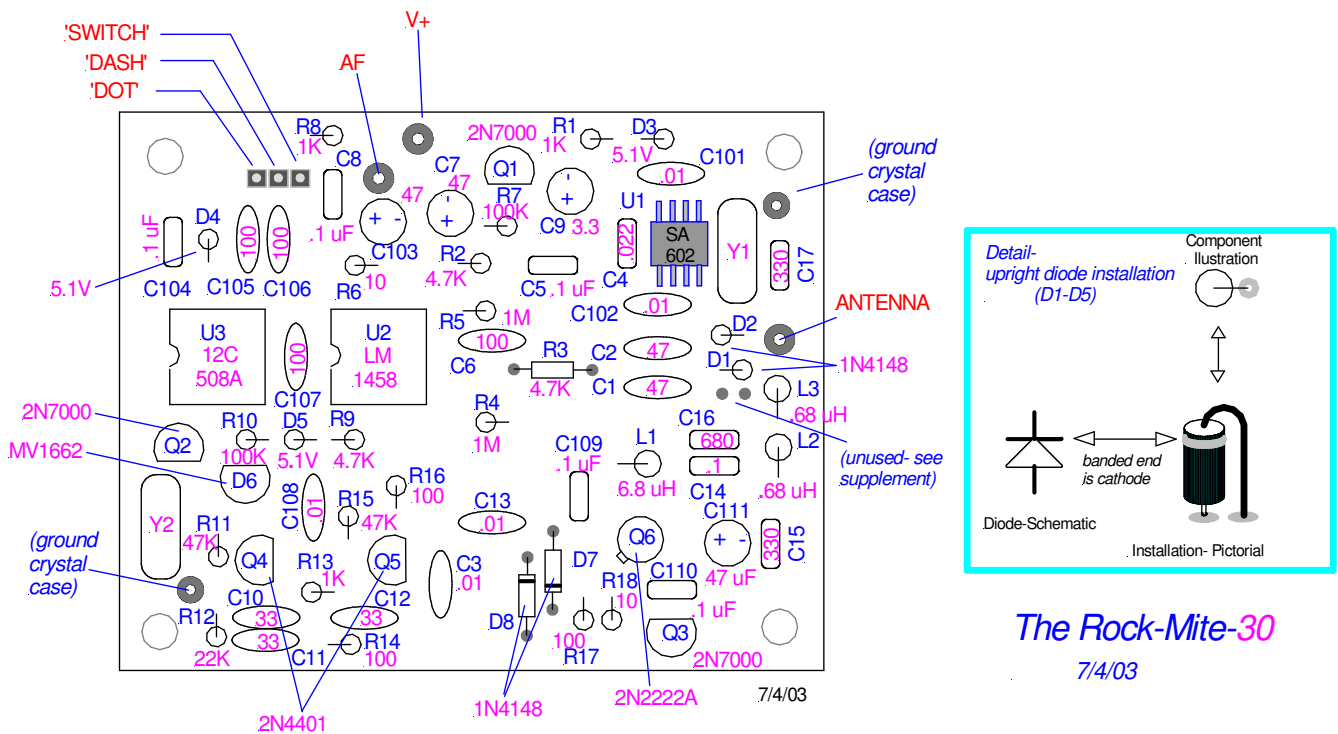 'SWITCH'
'DASH'
'DOT'
AF
V+
R8
1K
C8
.1 uF
47
C103
C7
47
2N7000
Q1
R7
100K
R1
1K
D3
5.1V
C101
.01
(ground
crystal
case)
C9
3.3
U1
SA
602
C4
.022
Y1
330
C17
.1 uF
D4
5.1V
C104
100
C105
100
C106
R6
10
R2
4.7K
C5
.1 uF
C102
.01
R5
1M
100
C6
R3
4.7K
C2
47
C1
47
D2
D1
1N4148
ANTENNA
L3
.68 uH
L2
.68 uH
(unused- see
supplement)
U3
12C
508A
100
C107
U2
LM
1458
2N7000
Q2
MV1662
R10
100K
D6
D5
5.1V
R9
4.7K
R4
1M
C109
.1 uF
L1
6.8 uH
C16
680
.1
C14
C111
47 uF
330
C15
Y2
(ground
crystal
case)
R11
47K
Q4
C108
.01
R15
47K
R16
100
C13
.01
Q5
R13
1K
C3
.01
D7
D8
1N4148
Q6
R18
10
C110
.1 uF
C10
33
33
C11
C12
33
R12
22K
R14
100
100
R17
Q3
2N7000
2N2222A
2N4401
7/4/03
Detail-
upright diode installation
(D1-D5)
Component
Ilustration
banded end
is cathode
Diode-Schematic
Installation- Pictorial
The Rock-Mite-30
7/4/03